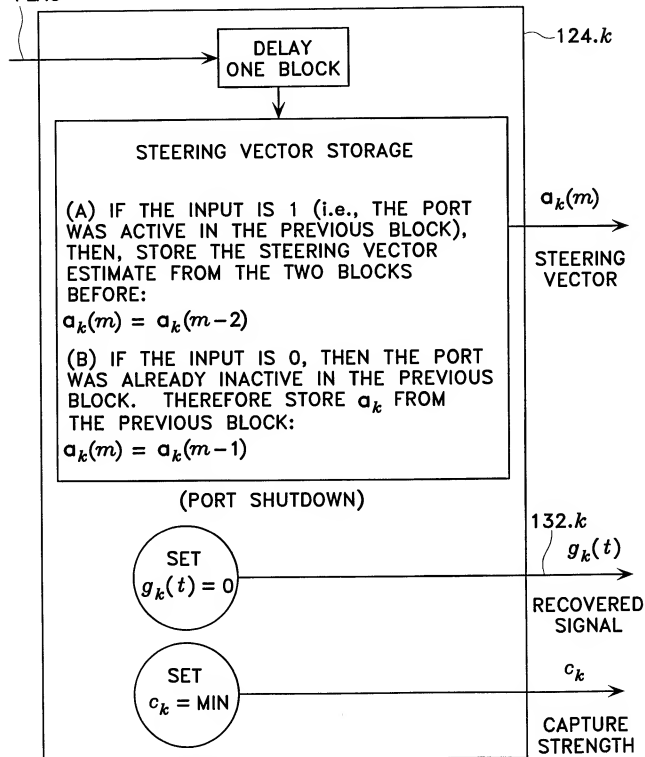 DELAY
ONE BLOCK
124.k
STEERING VECTOR STORAGE
(A) IF THE INPUT IS 1 (i.e., THE PORT
WAS ACTIVE IN THE PREVIOUS BLOCK),
THEN, STORE THE STEERING VECTOR
ESTIMATE FROM THE TWO BLOCKS
BEFORE:
a_k(m) = a_k(m−2)
(B) IF THE INPUT IS 0, THEN THE PORT
WAS ALREADY INACTIVE IN THE PREVIOUS
BLOCK. THEREFORE STORE a_k FROM
THE PREVIOUS BLOCK:
a_k(m) = a_k(m−1)
a_k(m)
STEERING
VECTOR
(PORT SHUTDOWN)
SET
g_k(t) = 0
132.k
g_k(t)
RECOVERED
SIGNAL
SET
c_k = MIN
c_k
CAPTURE
STRENGTH